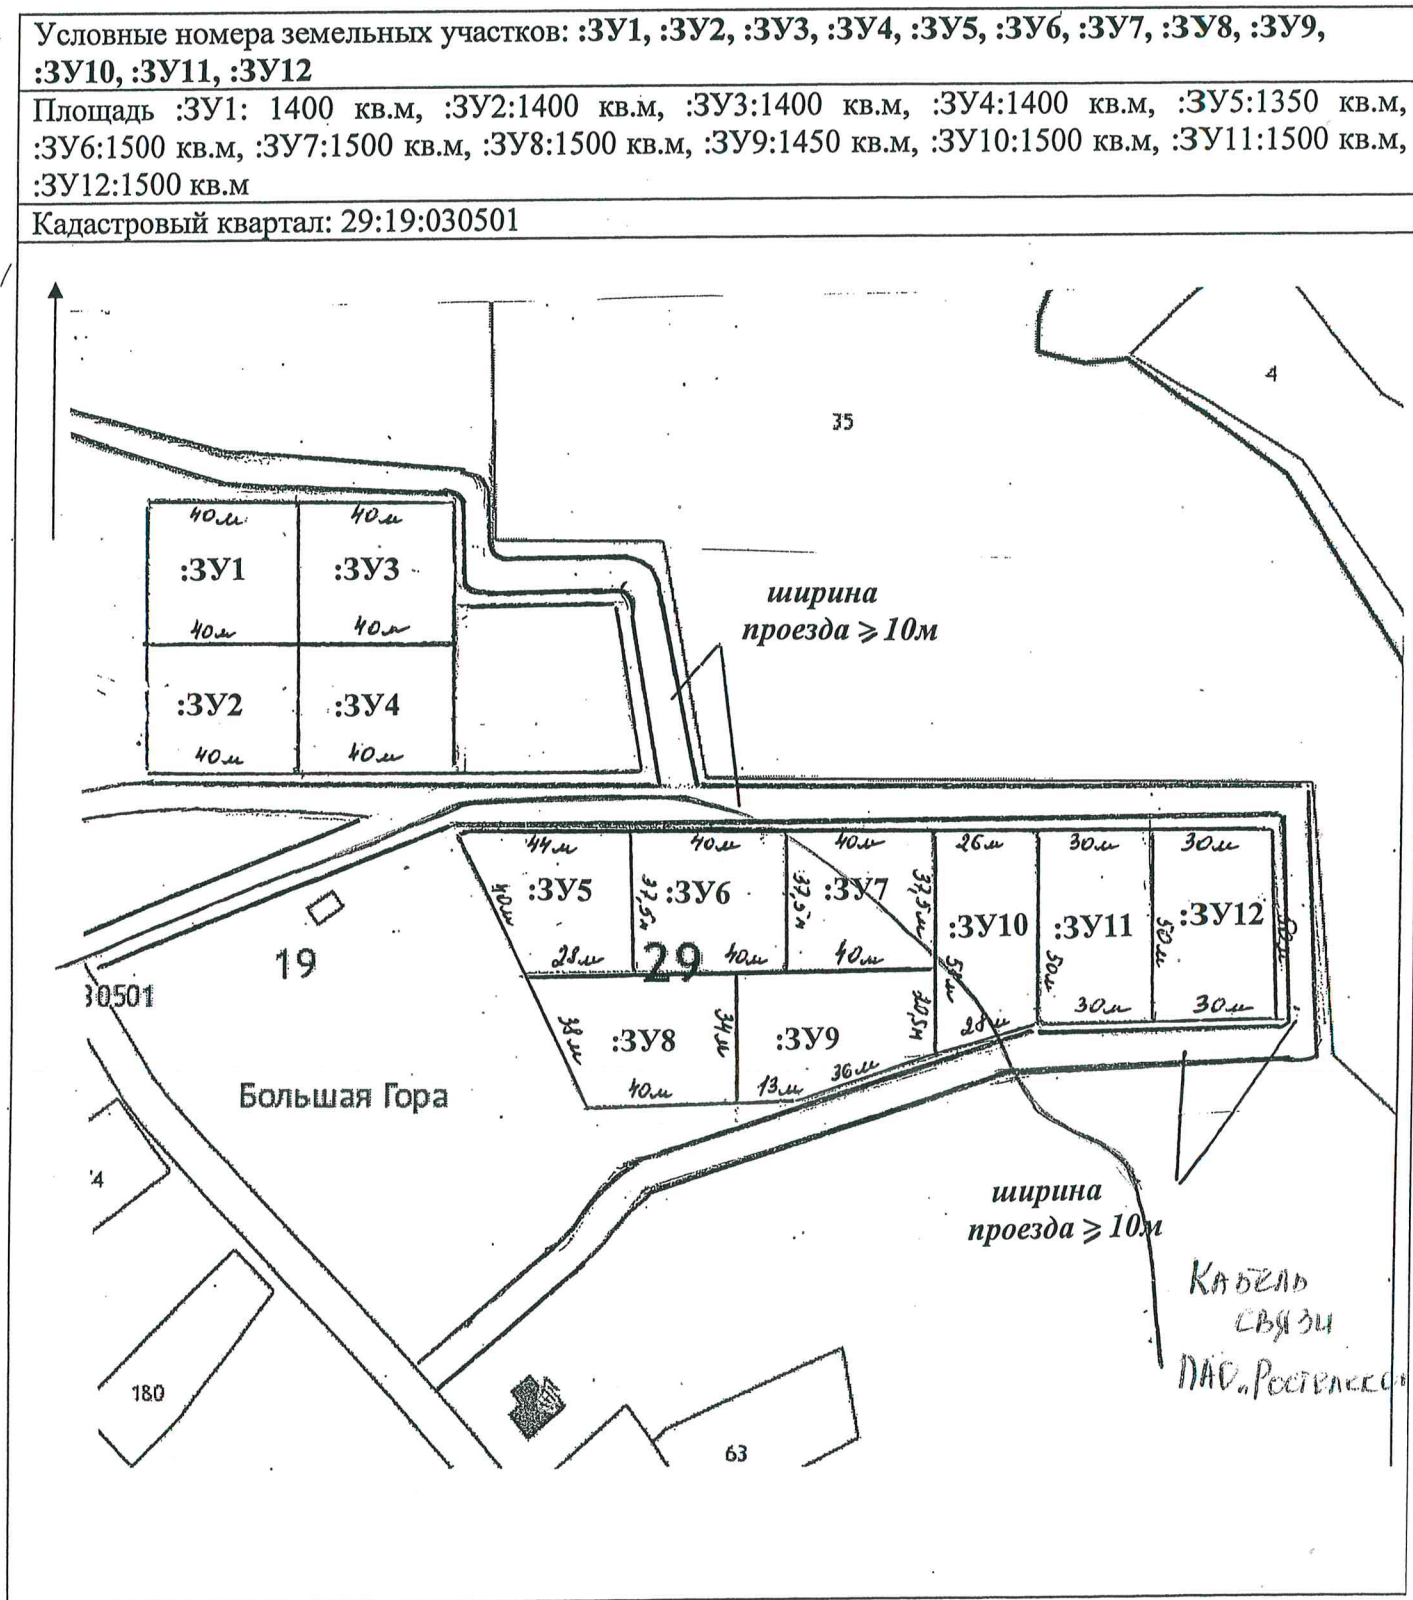 Условные номера земельных участков: :ЗУ1, :ЗУ2, :ЗУ3, :ЗУ4, :ЗУ5, :ЗУ6, :ЗУ7, :ЗУ8, :ЗУ9,
:ЗУ10, :ЗУ11, :ЗУ12
Площадь :ЗУ1: 1400 кв.м, :ЗУ2:1400 кв.м, :ЗУ3:1400 кв.м, :ЗУ4:1400 кв.м, :ЗУ5:1350 кв.м,
:ЗУ6:1500 кв.м, :ЗУ7:1500 кв.м, :ЗУ8:1500 кв.м, :ЗУ9:1450 кв.м, :ЗУ10:1500 кв.м, :ЗУ11:1500 кв.м,
:ЗУ12:1500 кв.м
Кадастровый квартал: 29:19:030501
4
35
40м 40м
:ЗУ1 :ЗУ3
40м 40м
ширина
проезда ⩾ 10м
:ЗУ2 :ЗУ4
40м 40м
44м 40м 40м 26м 30м 30м
40м :ЗУ5 37,5м :ЗУ6 37,5м :ЗУ7 37,5м
:ЗУ10 :ЗУ11 50м :ЗУ12 50м
28м 40м 40м 50м
19 29
30501
38м :ЗУ8 34м :ЗУ9 20,5м 28м 30м 30м
40м 13м 36м
Большая Гора
74
ширина
проезда ⩾ 10м
Кабель
связи
ПАО „Ростелеком
180
63